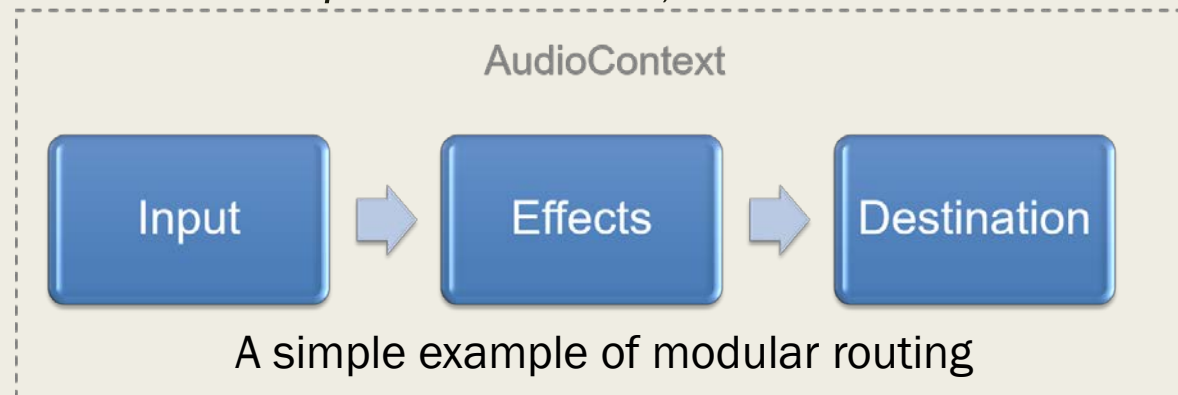 AudioContext
Input
Effects
Destination
A simple example of modular routing